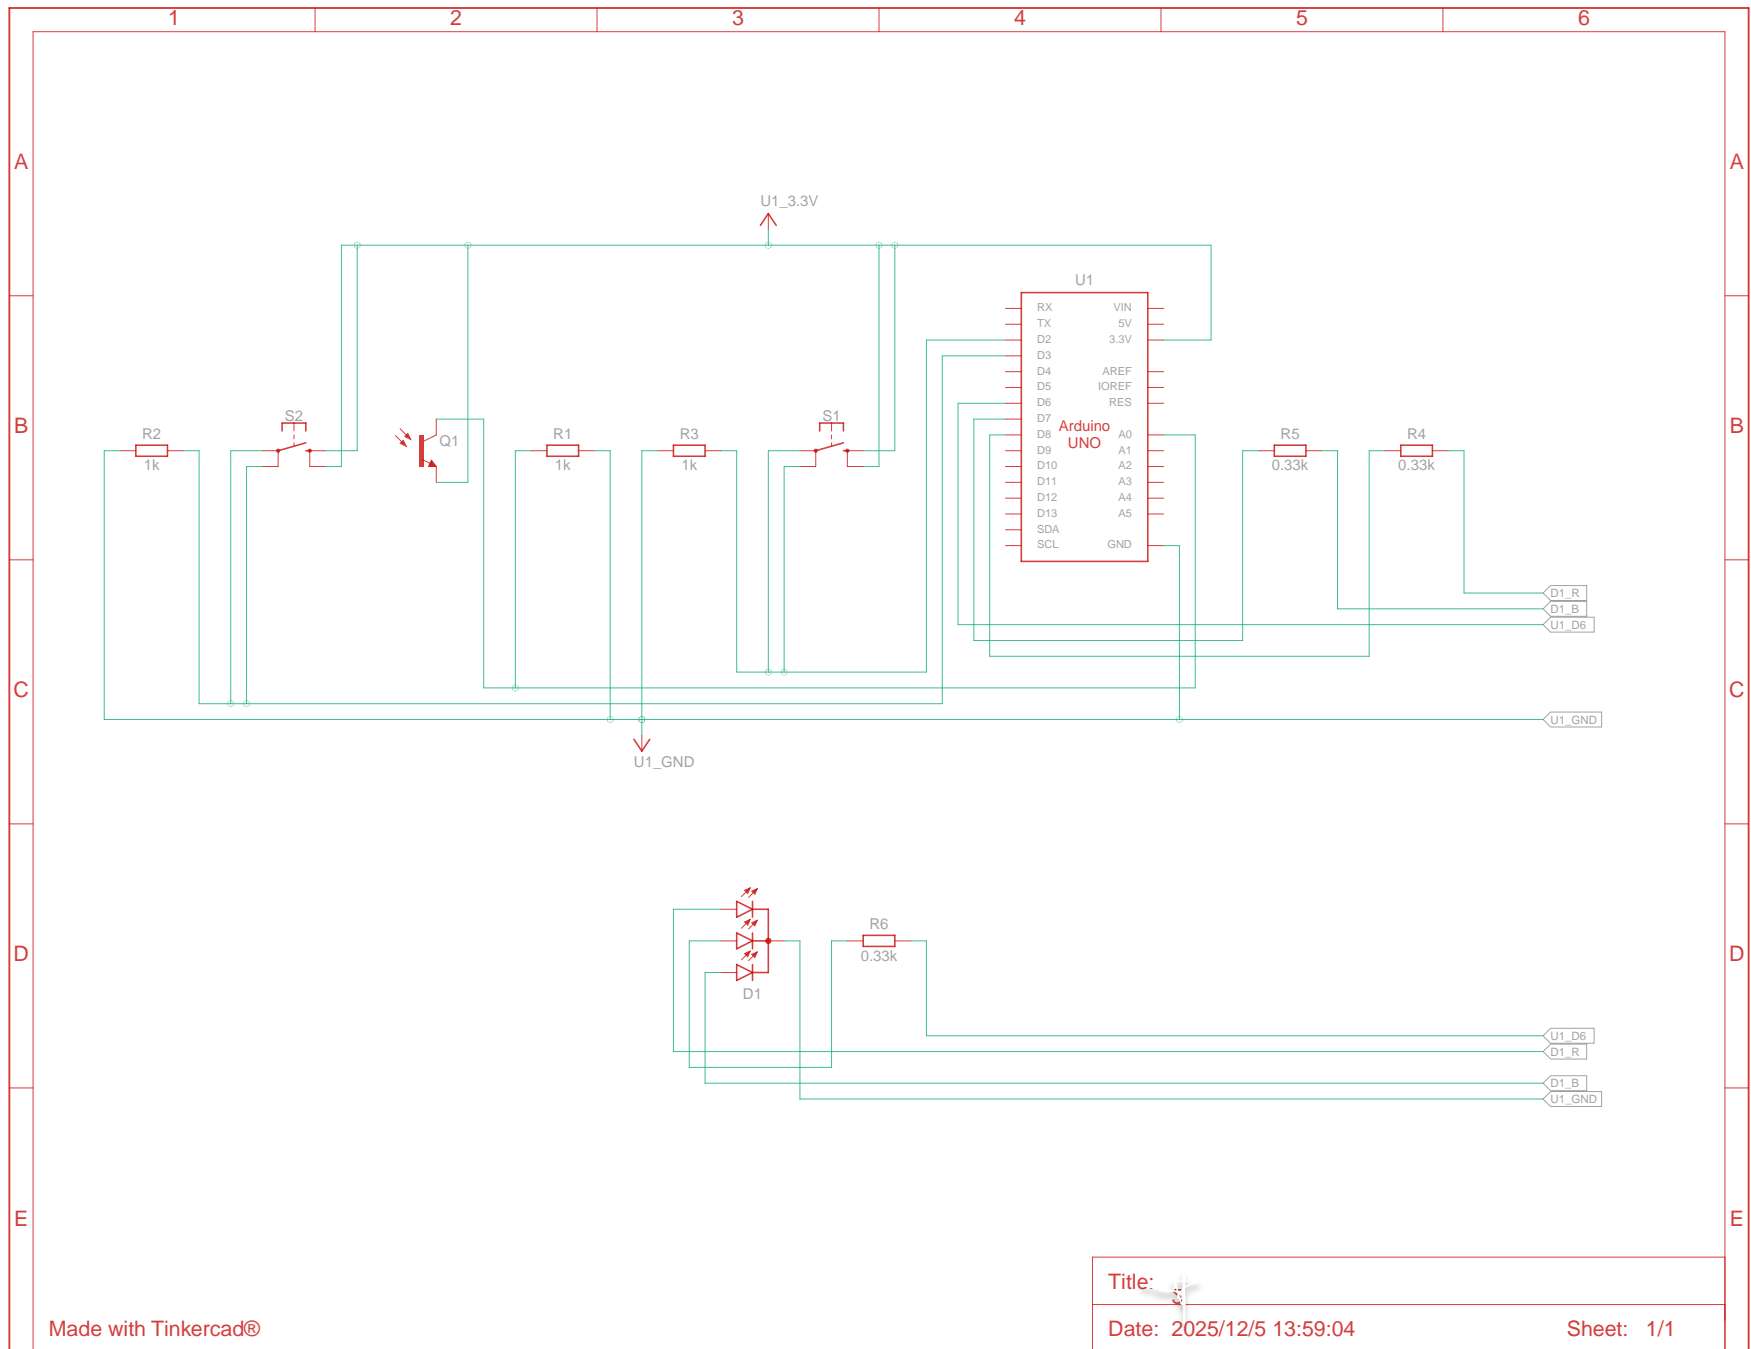 1 2 3 4 5 6
A A
U1_3.3V
U1
RX VIN
TX 5V
D2 3.3V
D3
D4 AREF
D5 IOREF
D6 RES
D7
Arduino
UNO
D8 A0
D9 A1
D10 A2
D11 A3
D12 A4
D13 A5
SDA
SCL GND
B B
R2
1k
S2
Q1
R1
1k
R3
1k
S1
R5
0.33k
R4
0.33k
D1_R
D1_B
U1_D6
C C
U1_GND
U1_GND
D D
D1
R6
0.33k
U1_D6
D1_R
D1_B
U1_GND
E E
Title:
Made with Tinkercad®
Date: 2025/12/5 13:59:04 Sheet: 1/1